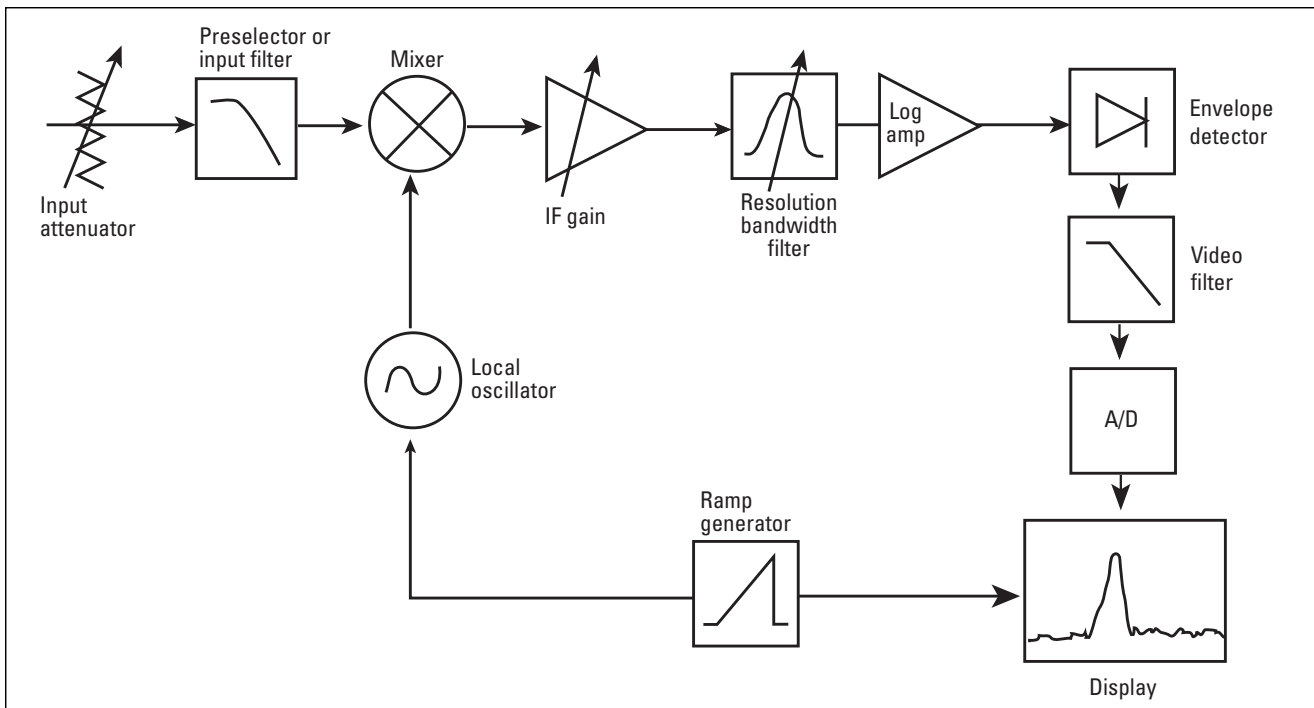 Preselector or
input filter
Mixer
Log
amp
Envelope
detector
Input
attenuator
IF gain
Resolution
bandwidth
filter
Video
filter
Local
oscillator
A/D
Ramp
generator
Display